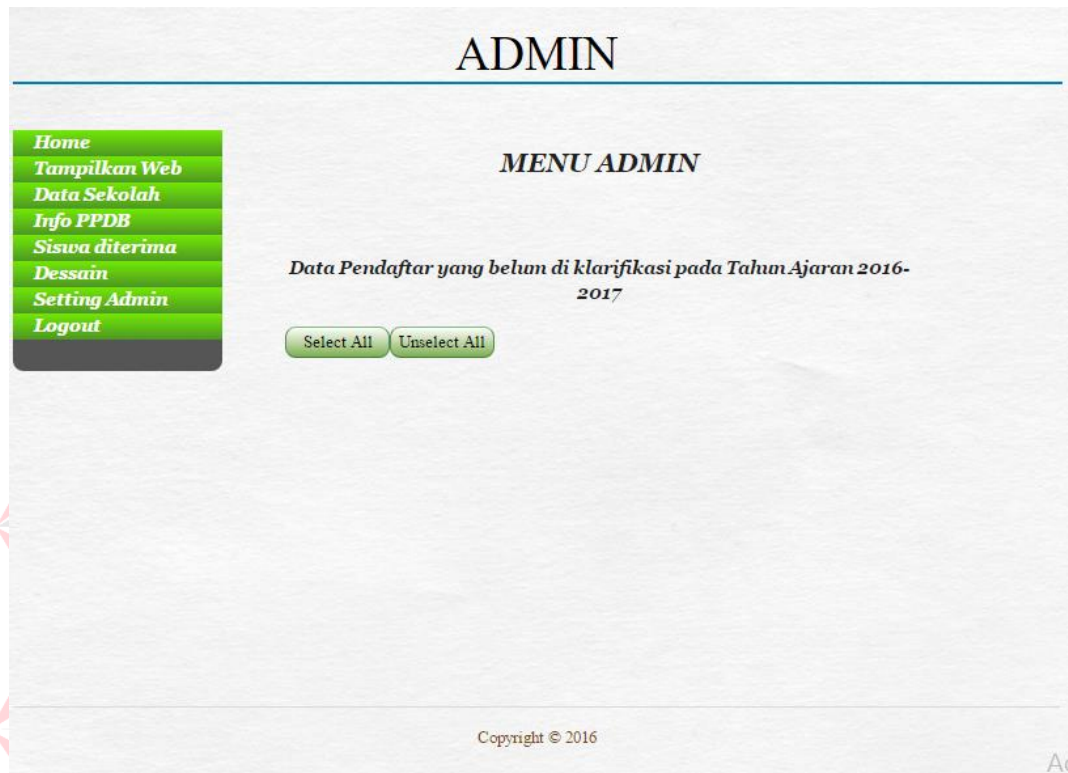 ADMIN
Home
Tampilkan Web
Data Sekolah
Info PPDB
Siswa diterima
Dessain
Setting Admin
Logout
MENU ADMIN
Data Pendaftar yang belum di klarifikasi pada Tahun Ajaran 2016-
2017
Select All Unselect All
Copyright © 2016